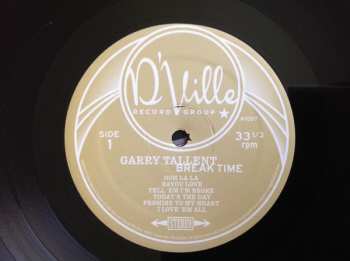 D'Ville
RECORD GROUP
SIDE
1
33 1/3
rpm
GARRY TALLENT
BREAK TIME
OOH LA LA
BAYOU LOVE
TELL 'EM I'M BROKE
TODAY'S THE DAY
PROMISE TO MY HEART
I LOVE 'EM ALL
STEREO